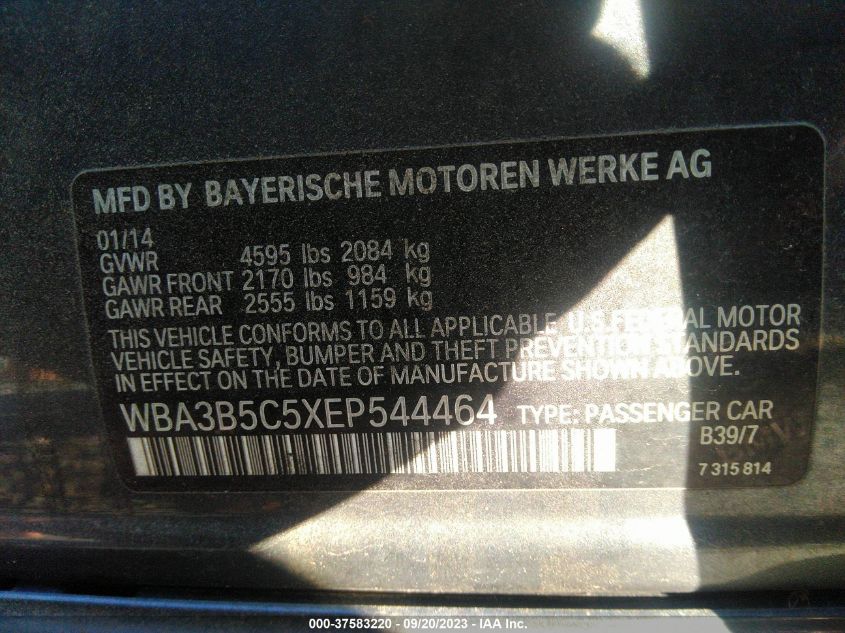 MFD BY BAYERISCHE MOTOREN WERKE AG
01/14
GVWR 4595 lbs 2084 kg
GAWR FRONT 2170 lbs 984 kg
GAWR REAR 2555 lbs 1159 kg
THIS VEHICLE CONFORMS TO ALL APPLICABLE U.S.FEDERAL MOTOR
VEHICLE SAFETY, BUMPER AND THEFT PREVENTION STANDARDS
IN EFFECT ON THE DATE OF MANUFACTURE SHOWN ABOVE.
WBA3B5C5XEP544464 TYPE: PASSENGER CAR
B39/7
7 315 814
000-37583220 - 09/20/2023 - IAA Inc.